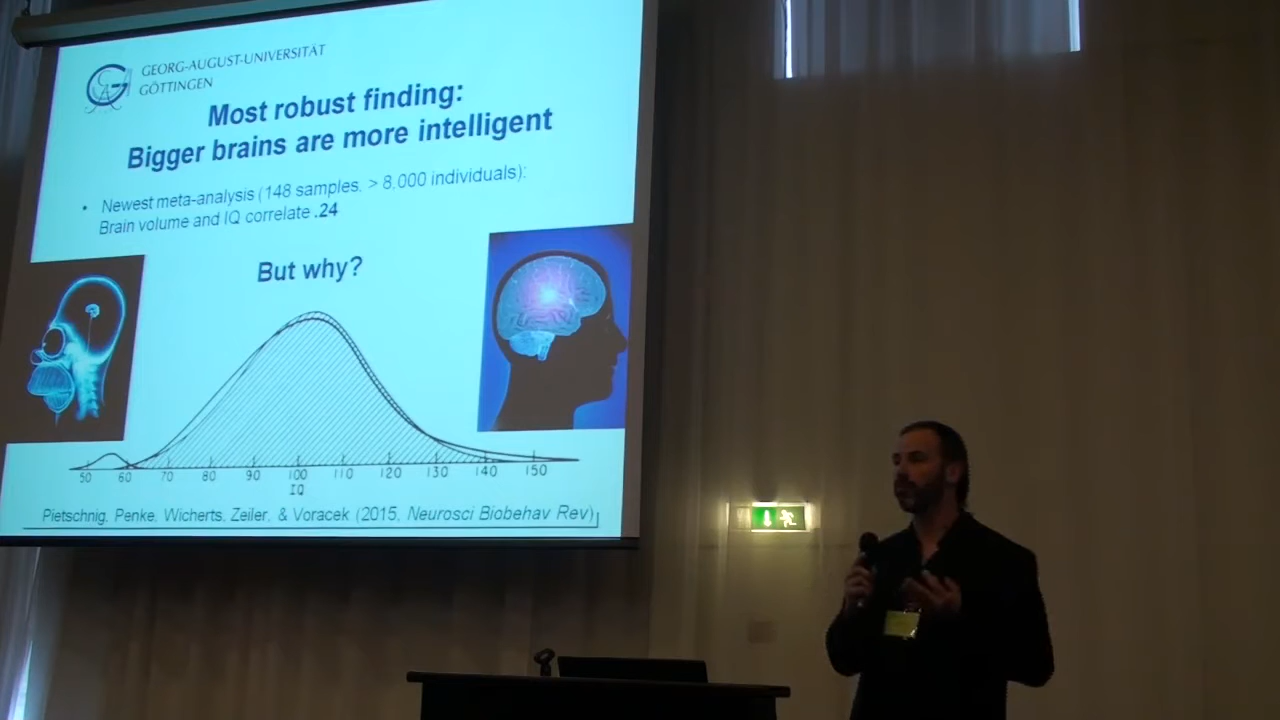 GEORG-AUGUST-UNIVERSITÄT
GÖTTINGEN
Most robust finding:
Bigger brains are more intelligent
• Newest meta-analysis (148 samples, > 8,000 individuals):
Brain volume and IQ correlate .24
But why?
50 60 70 80 90 100 110 120 130 140 150
IQ
Pietschnig, Penke, Wicherts, Zeiler, & Voracek (2015, Neurosci Biobehav Rev)